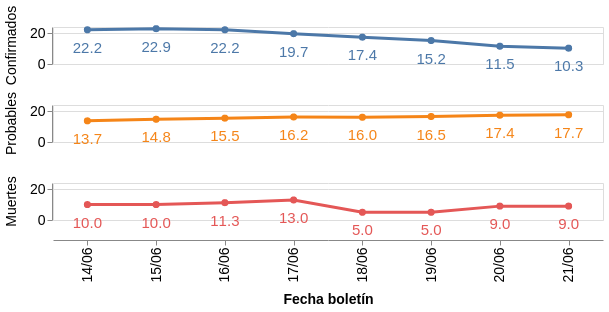 Confirmados
20
0
22.2 22.9 22.2 19.7 17.4 15.2 11.5 10.3
Probables
20
0
13.7 14.8 15.5 16.2 16.0 16.5 17.4 17.7
Muertes
20
0
10.0 10.0 11.3 13.0 5.0 5.0 9.0 9.0
14/06 15/06 16/06 17/06 18/06 19/06 20/06 21/06
Fecha boletín